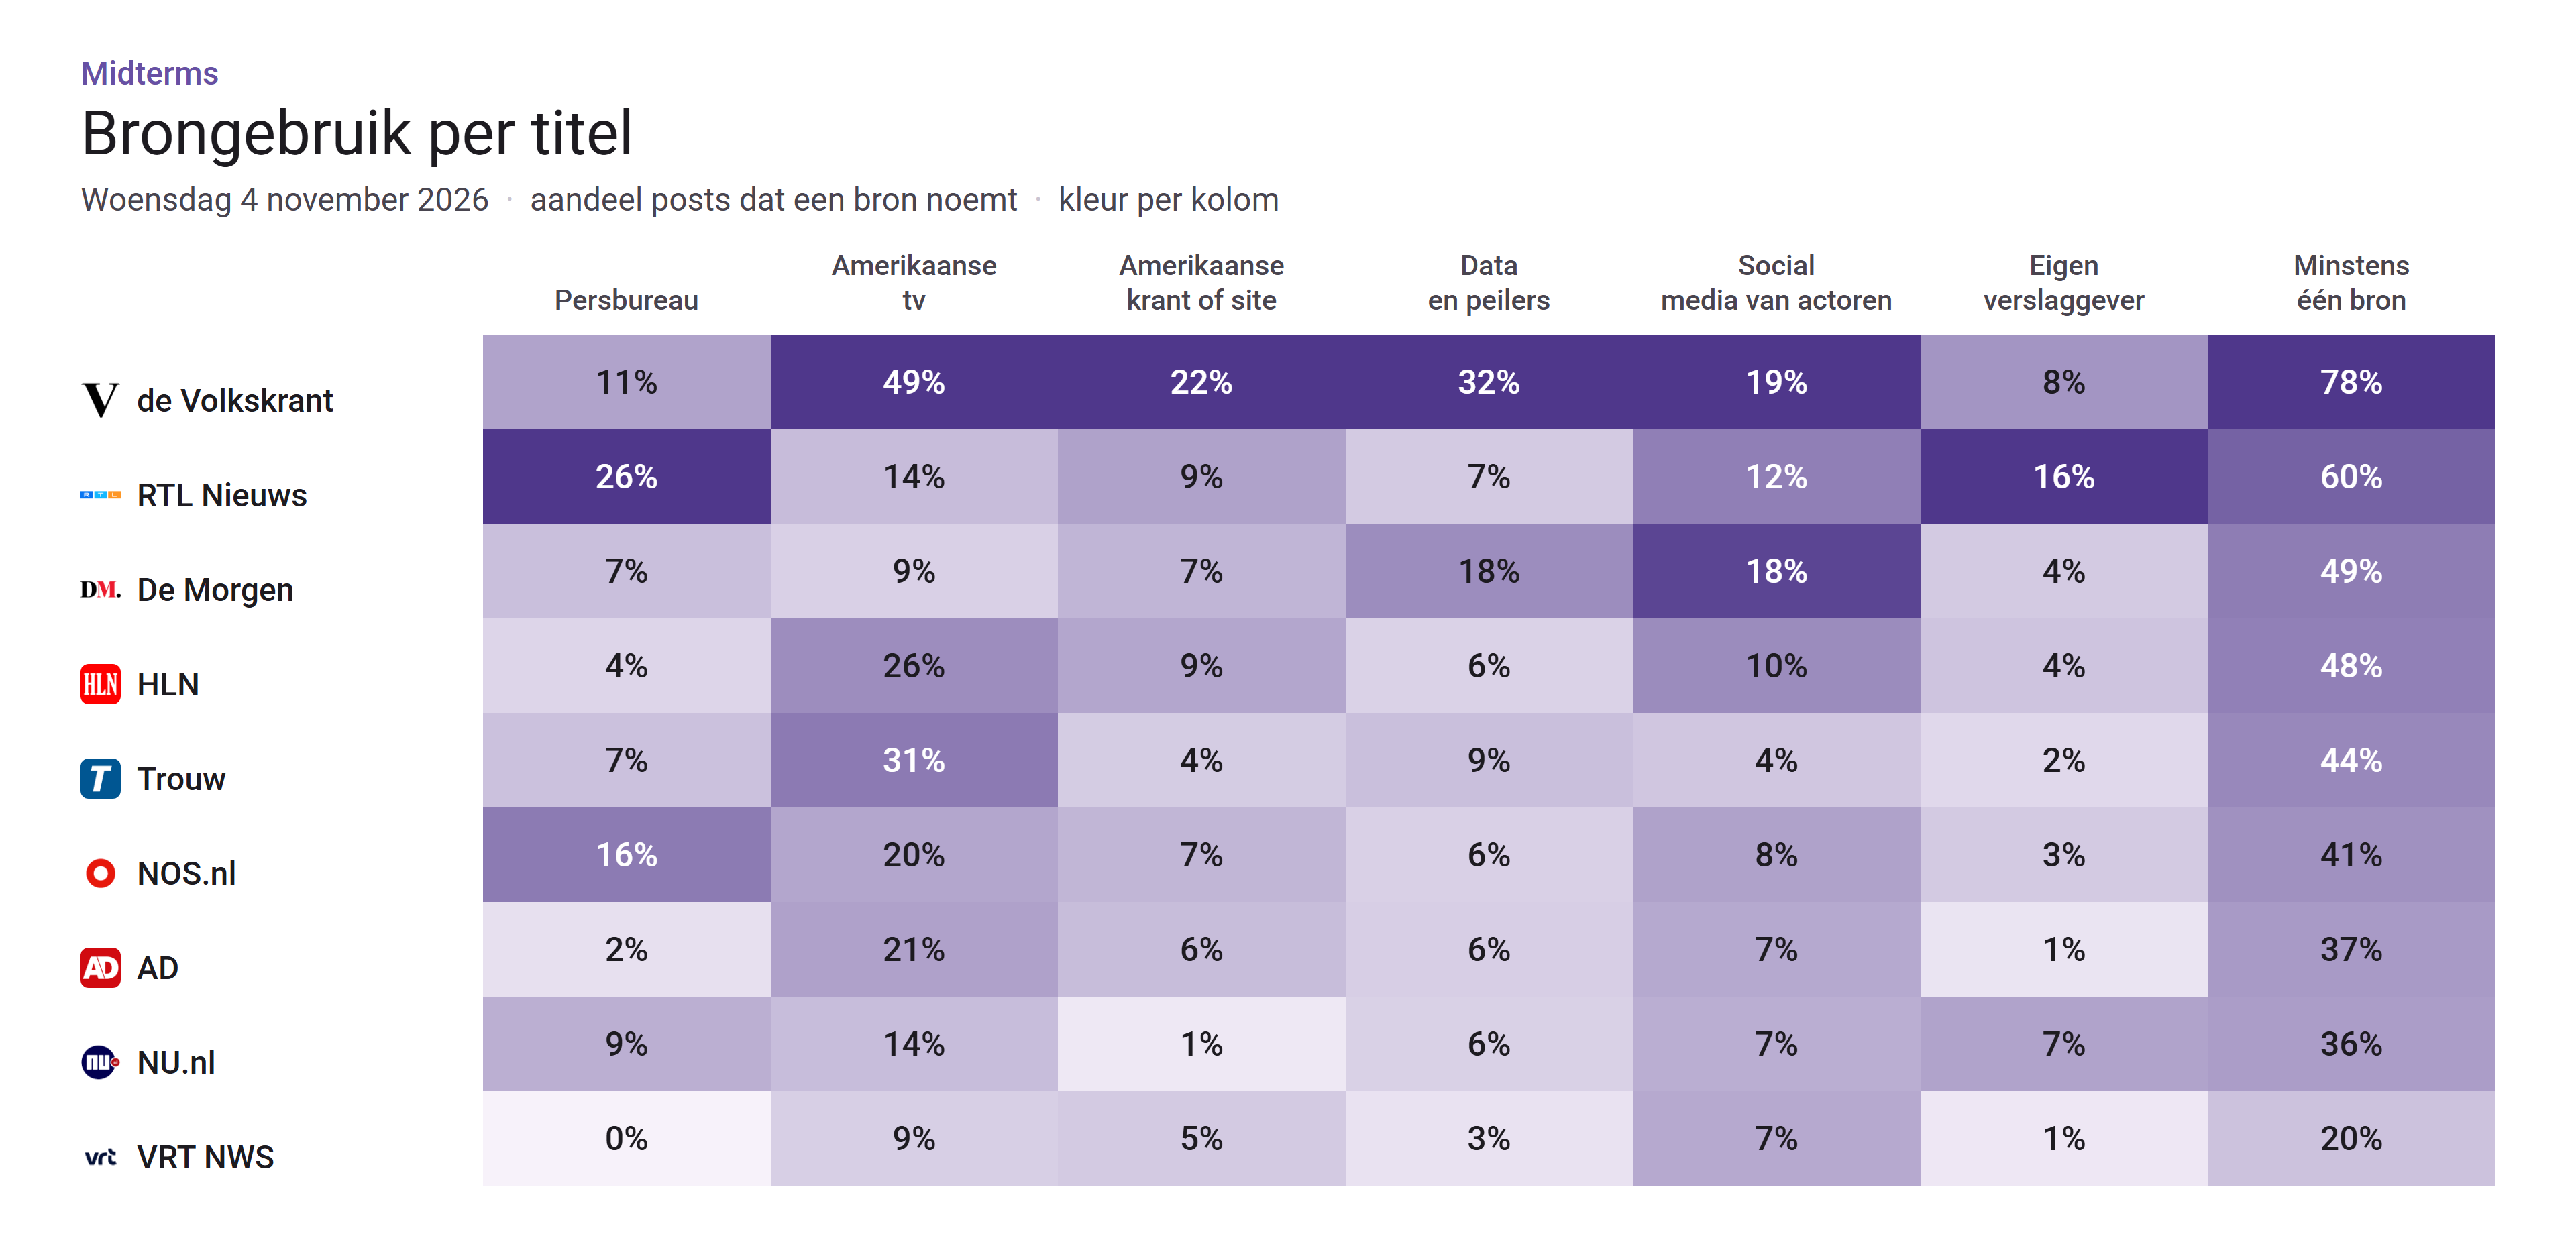 Midterms
Brongebruik per titel
Woensdag 4 november 2026 · aandeel posts dat een bron noemt · kleur per kolom
Persbureau
Amerikaanse
tv
Amerikaanse
krant of site
Data
en peilers
Social
media van actoren
Eigen
verslaggever
Minstens
één bron
V de Volkskrant 11% 49% 22% 32% 19% 8% 78%
RTL RTL Nieuws 26% 14% 9% 7% 12% 16% 60%
DM. De Morgen 7% 9% 7% 18% 18% 4% 49%
HLN HLN 4% 26% 9% 6% 10% 4% 48%
T Trouw 7% 31% 4% 9% 4% 2% 44%
NOS.nl 16% 20% 7% 6% 8% 3% 41%
AD AD 2% 21% 6% 6% 7% 1% 37%
NU NU.nl 9% 14% 1% 6% 7% 7% 36%
vrt VRT NWS 0% 9% 5% 3% 7% 1% 20%